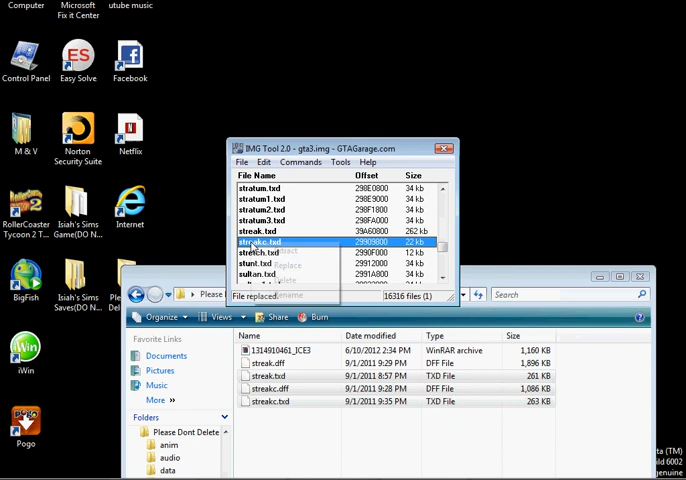 Computer
Microsoft
Fix it Center
utube music
Control Panel
Easy Solve
Facebook
M & V
Norton
Security Suite
Netflix
RollerCoaster
Tycoon 2 T...
Isiah's Sims
Game(DO N...
Internet
BigFish
Isiah's Sims
Saves(DO N...
iWin
Pogo
IMG Tool 2.0 - gta3.img - GTAGarage.com
File Edit Commands Tools Help
File Name Offset Size
stratum.txd 298E0800 34 kb
stratum1.txd 298E9000 34 kb
stratum2.txd 298F1800 34 kb
stratum3.txd 298FA000 34 kb
streak.txd 39A60800 262 kb
streakc.txd 29909800 22 kb
stretch.txd 2990F000 12 kb
stunt.txd 29912000 34 kb
sultan.txd 2991A800 34 kb
Replace
File replaced. 16316 files (1)
Please
Search
Organize Views Share Burn
Favorite Links
Documents
Pictures
Music
More »
Folders
Please Dont Delete
anim
audio
data
Name Date modified Type Size
1314910461_ICE3 6/10/2012 2:34 PM WinRAR archive 1,160 KB
streak.dff 9/1/2011 9:29 PM DFF File 1,896 KB
streak.txd 9/1/2011 8:57 PM TXD File 261 KB
streakc.dff 9/1/2011 9:28 PM DFF File 1,086 KB
streakc.txd 9/1/2011 9:35 PM TXD File 263 KB
ta (TM)
ild 6002
genuine